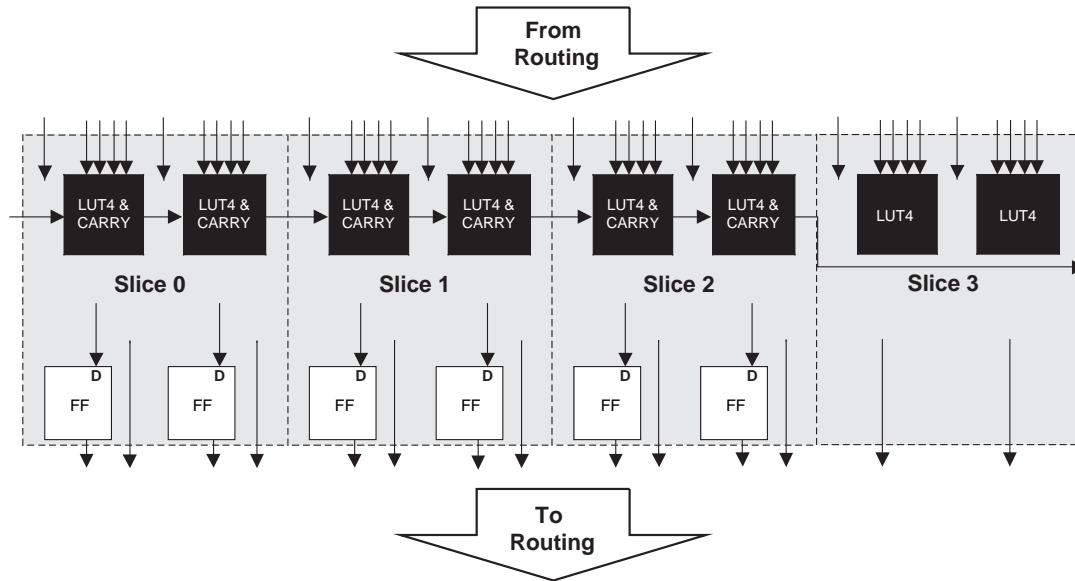 From
Routing
LUT4 &
CARRY
LUT4 &
CARRY
LUT4 &
CARRY
LUT4 &
CARRY
LUT4 &
CARRY
LUT4 &
CARRY
LUT4
LUT4
Slice 0
Slice 1
Slice 2
Slice 3
D
FF
D
FF
D
FF
D
FF
D
FF
D
FF
To
Routing